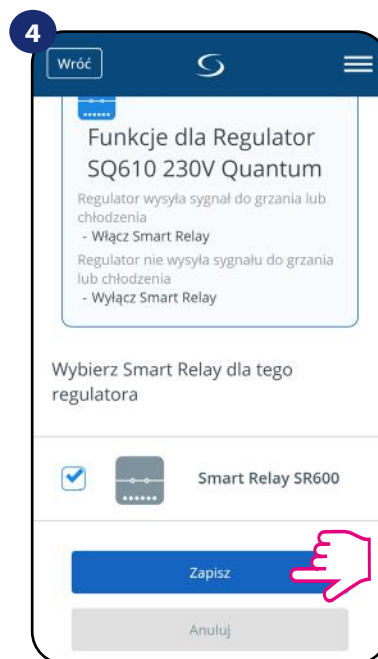 4
Wróć
Funkcje dla Regulator
SQ610 230V Quantum
Regulator wysyła sygnał do grzania lub
chłodzenia
- Włącz Smart Relay
Regulator nie wysyła sygnału do grzania
lub chłodzenia
- Wyłącz Smart Relay
Wybierz Smart Relay dla tego
regulatora
Smart Relay SR600
Zapisz
Anuluj